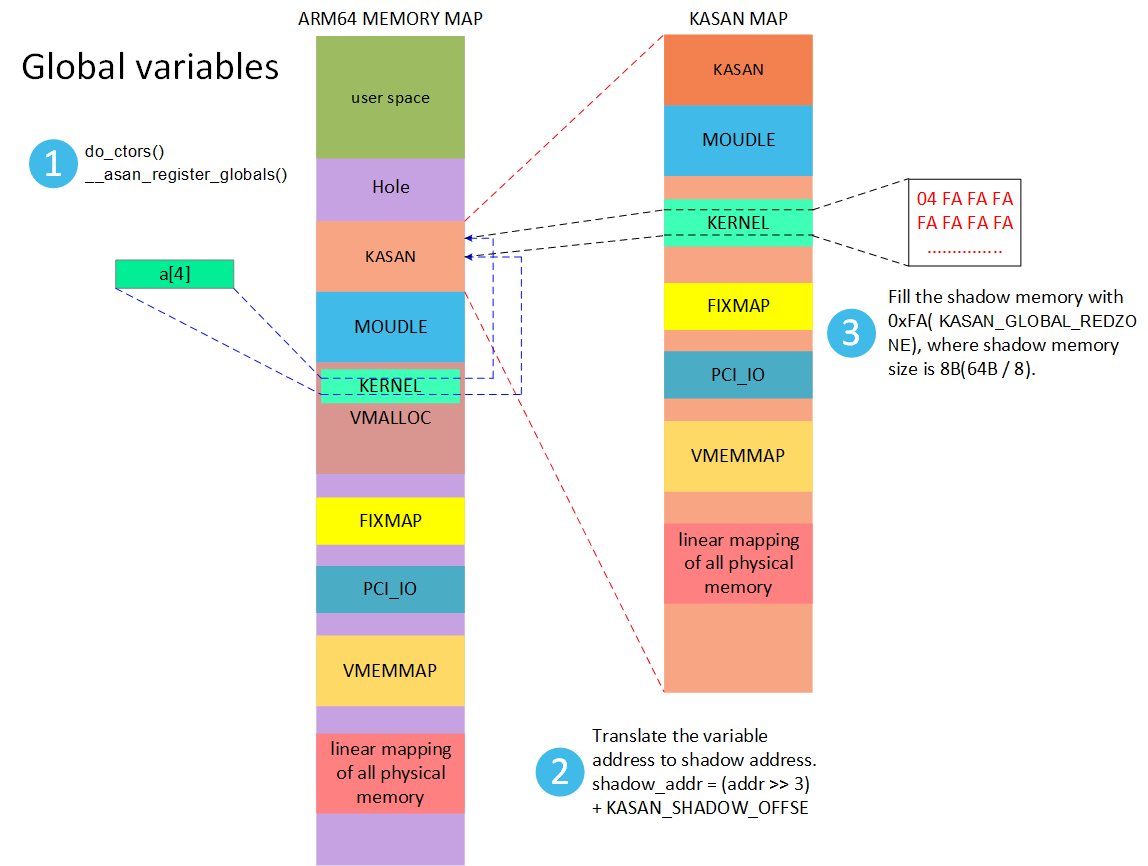 ARM64 MEMORY MAP
KASAN MAP
Global variables
1
do_ctors()
__asan_register_globals()
a[4]
user space
Hole
KASAN
MOUDLE
KERNEL
VMALLOC
FIXMAP
PCI_IO
VMEMMAP
linear mapping
of all physical
memory
KASAN
MOUDLE
KERNEL
FIXMAP
PCI_IO
VMEMMAP
linear mapping
of all physical
memory
04 FA FA FA
FA FA FA FA
..............
3
Fill the shadow memory with
0xFA( KASAN_GLOBAL_REDZO
NE), where shadow memory
size is 8B(64B / 8).
2
Translate the variable
address to shadow address.
shadow_addr = (addr >> 3)
+ KASAN_SHADOW_OFFSE